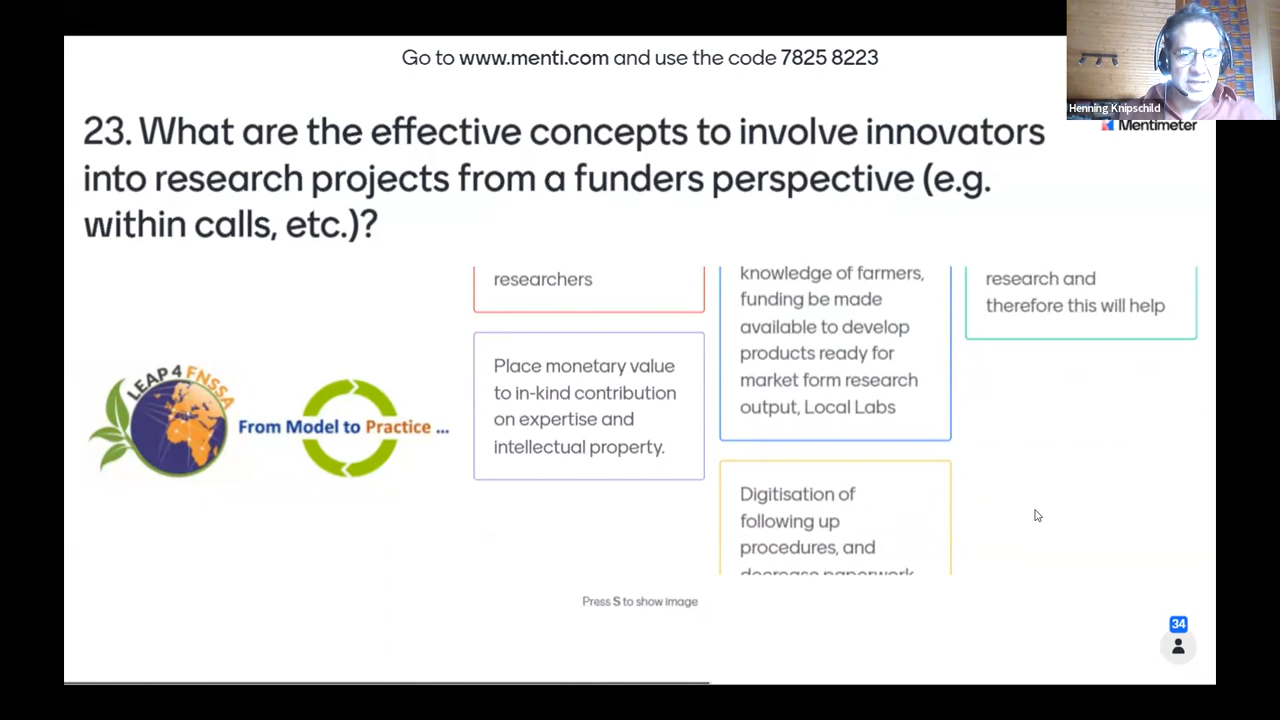 Go to www.menti.com and use the code 7825 8223
Henning Knipschild
Mentimeter
23. What are the effective concepts to involve innovators
into research projects from a funders perspective (e.g.
within calls, etc.)?
LEAP4FNSSA
From Model to Practice ...
researchers
Place monetary value
to in-kind contribution
on expertise and
intellectual property.
knowledge of farmers,
funding be made
available to develop
products ready for
market form research
output, Local Labs
Digitisation of
following up
procedures, and
decrease paperwork
research and
therefore this will help
Press S to show image
34